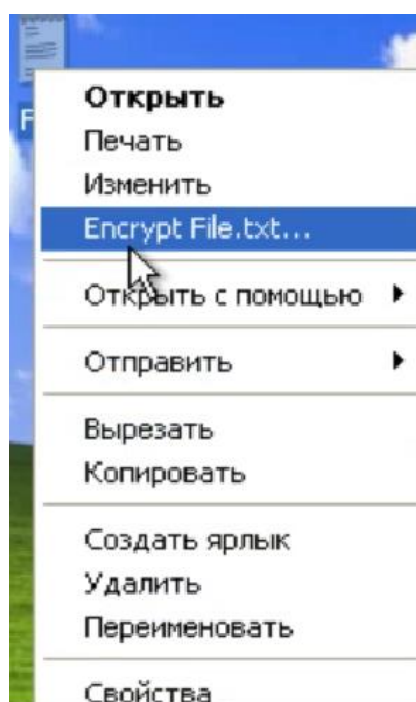 F
Открыть
Печать
Изменить
Encrypt File.txt...
Открыть с помощью
Отправить
Вырезать
Копировать
Создать ярлык
Удалить
Переименовать
Свойства